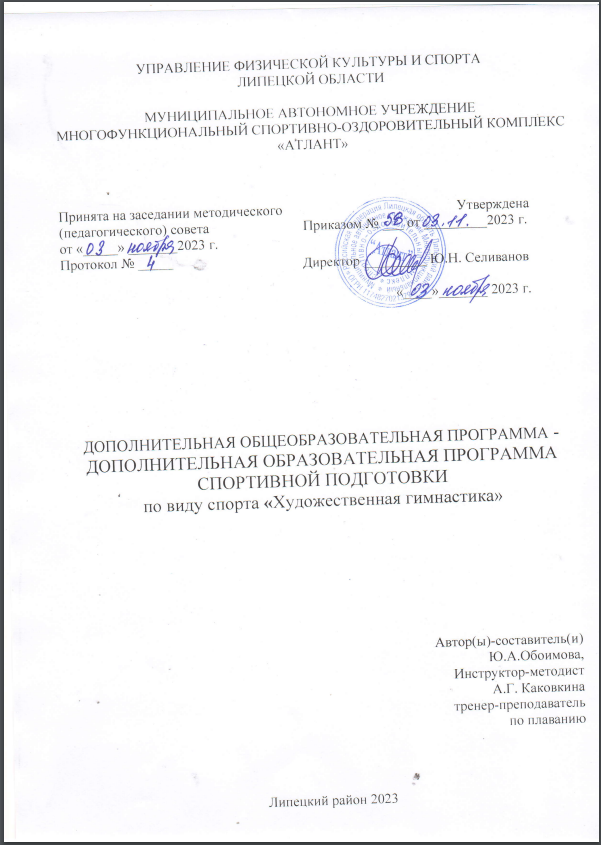 УПРАВЛЕНИЕ ФИЗИЧЕСКОЙ КУЛЬТУРЫ И СПОРТА
ЛИПЕЦКОЙ ОБЛАСТИ
МУНИЦИПАЛЬНОЕ АВТОНОМНОЕ УЧРЕЖДЕНИЕ
МНОГОФУНКЦИОНАЛЬНЫЙ СПОРТИВНО-ОЗДОРОВИТЕЛЬНЫЙ КОМПЛЕКС
«АТЛАНТ»
Принята на заседании методического
(педагогического) совета
от «03» ноября 2023 г.
Протокол № 4
Утверждена
Приказом № 58 от 03.11. 2023 г.
Директор Ю.Н. Селиванов
«03» ноября 2023 г.
ДОПОЛНИТЕЛЬНАЯ ОБЩЕОБРАЗОВАТЕЛЬНАЯ ПРОГРАММА -
ДОПОЛНИТЕЛЬНАЯ ОБРАЗОВАТЕЛЬНАЯ ПРОГРАММА
СПОРТИВНОЙ ПОДГОТОВКИ
по виду спорта «Художественная гимнастика»
Автор(ы)-составитель(и)
Ю.А.Обоимова,
Инструктор-методист
А.Г. Каковкина
тренер-преподаватель
по плаванию
Липецкий район 2023